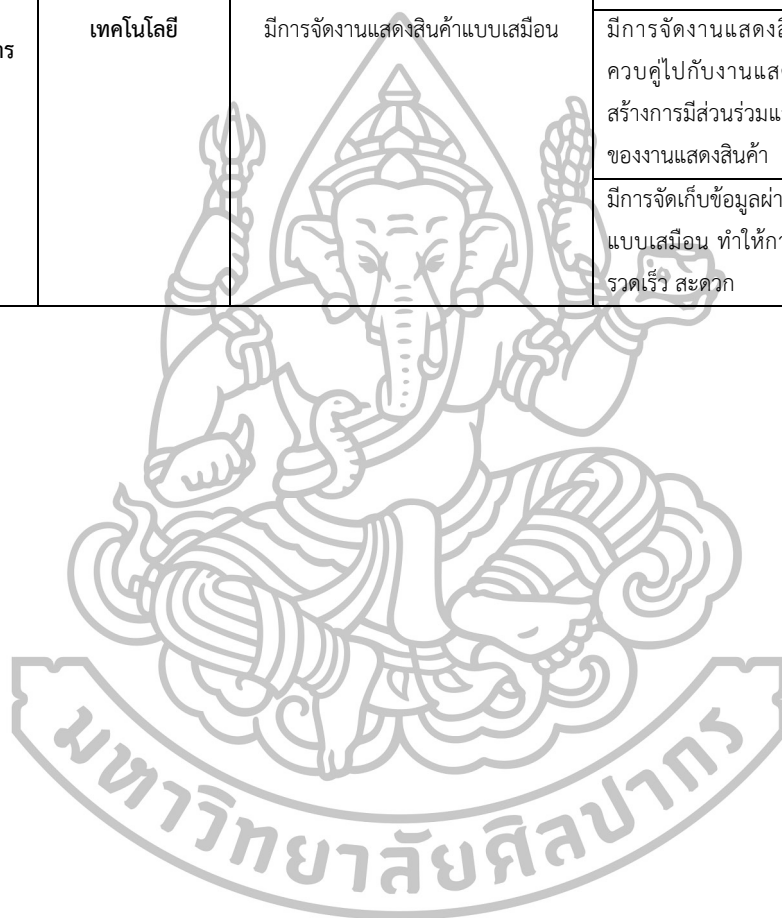 เทคโนโลยี
มีการจัดงานแสดงสินค้าแบบเสมือน
มีการจัดงานแสดง
ควบคู่ไปกับงาน
สร้างการมีส่วนร่วม
ของงานแสดงสินค้า
มีการจัดเก็บข้อมูล
แบบเสมือน ทำให้
รวดเร็ว สะดวก
มหาวิทยาลัยศิลปากร